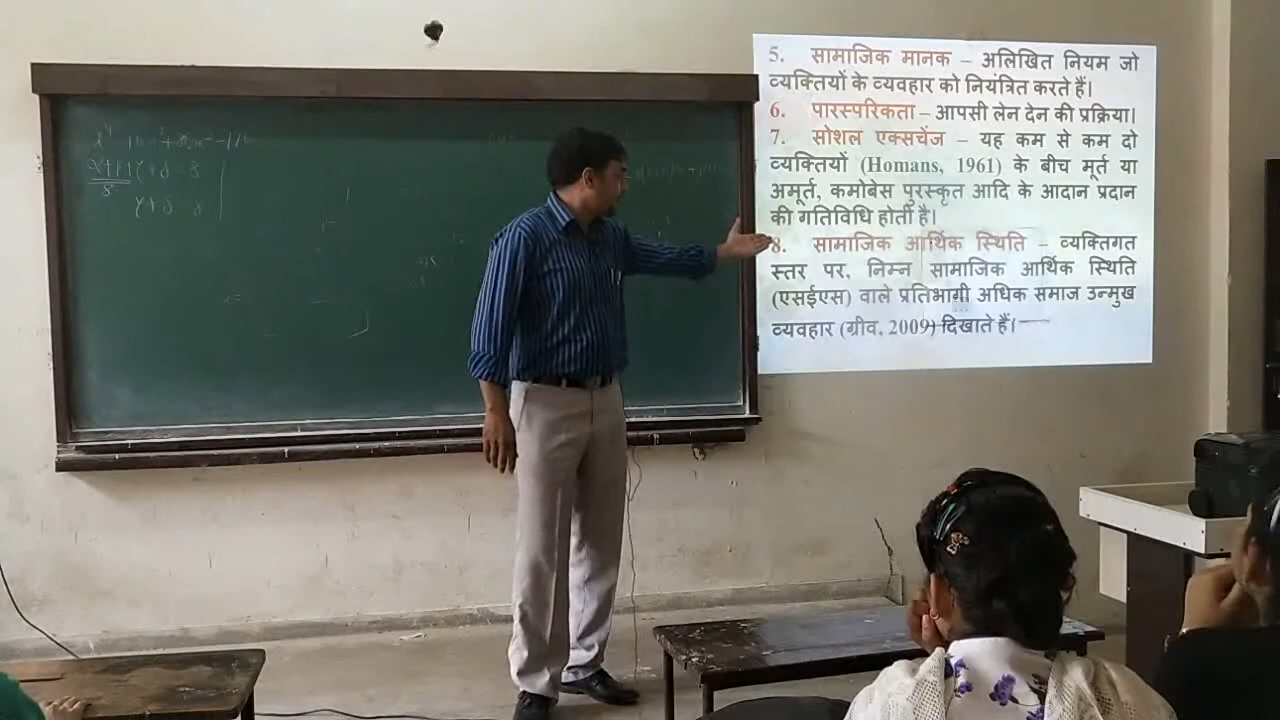 5. सामाजिक मानक – अलिखित नियम जो
व्यक्तियों के व्यवहार को नियंत्रित करते हैं।
6. पारस्परिकता – आपसी लेन देन की प्रक्रिया।
7. सोशल एक्सचेंज – यह कम से कम दो
व्यक्तियों (Homans, 1961) के बीच मूर्त या
अमूर्त, कमोबेस पुरस्कृत आदि के आदान प्रदान
की गतिविधि होती है।
8. सामाजिक आर्थिक स्थिति – व्यक्तिगत
स्तर पर, निम्न सामाजिक आर्थिक स्थिति
(एसईएस) वाले प्रतिभागी अधिक समाज उन्मुख
व्यवहार (ग्रीव, 2009) दिखाते हैं।